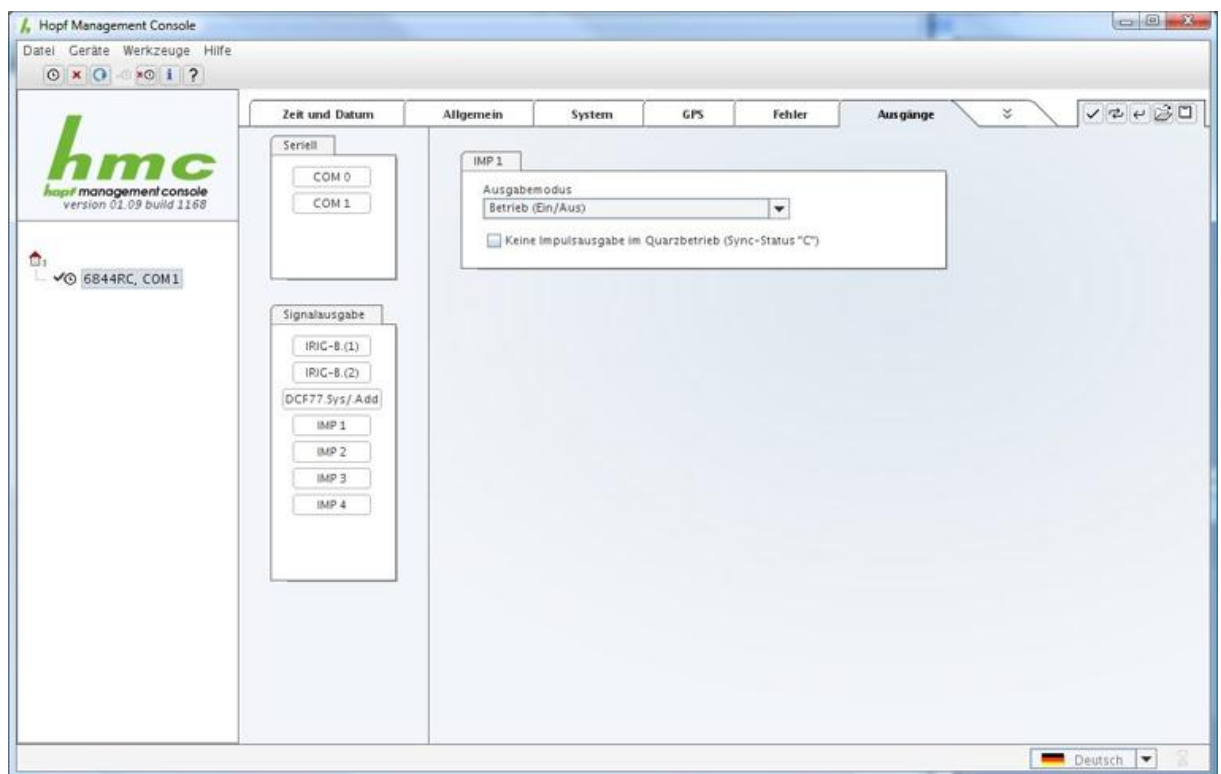 Hopf Management Console
Datei Geräte Werkzeuge Hilfe
hmc
hopf management console
version 01.09 build 1168
1
6844RC, COM1
Zeit und Datum Allgemein System GPS Fehler Ausgänge
Seriell
COM 0
COM 1
Signalausgabe
IRIG-B.(1)
IRIG-B.(2)
DCF77.Sys/.Add
IMP 1
IMP 2
IMP 3
IMP 4
IMP 1
Ausgabemodus
Betrieb (Ein/Aus)
Keine Impulsausgabe im Quarzbetrieb (Sync-Status "C")
Deutsch